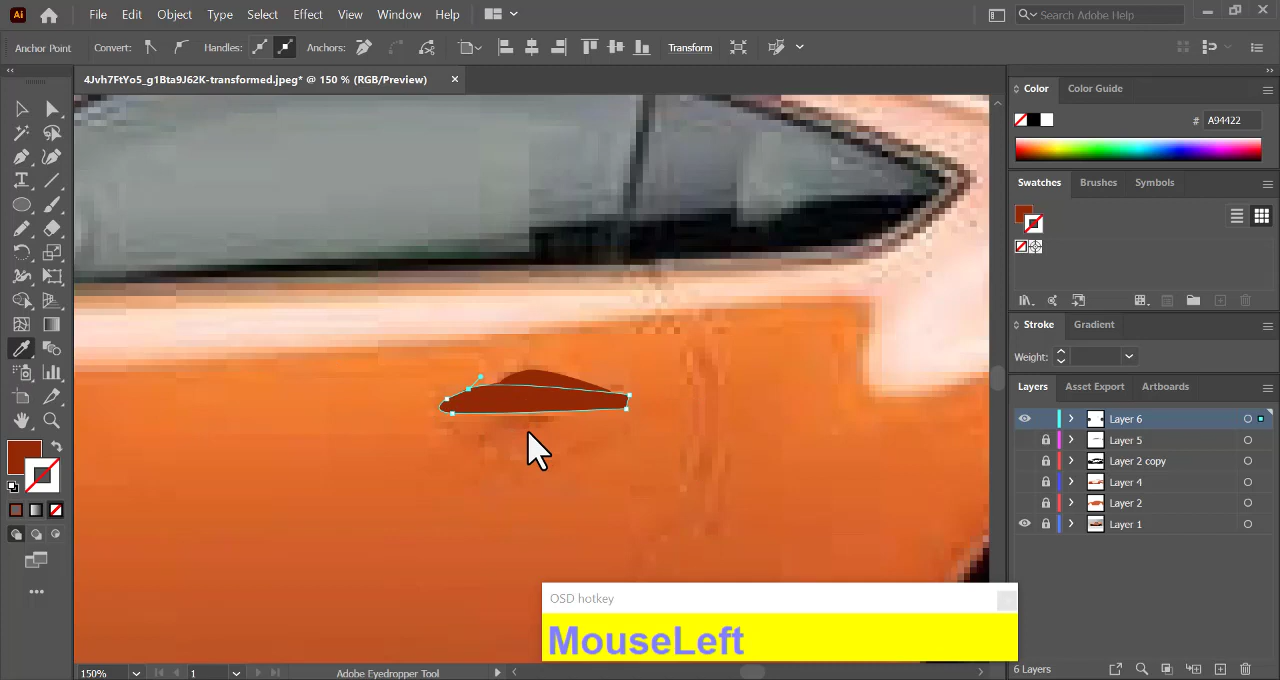 Ai File Edit Object Type Select Effect View Window Help Search Adobe Help
Anchor Point Convert: Handles: Anchors: Transform
4Jvh7FtYo5_g1Bta9J62K-transformed.jpeg* @ 150 % (RGB/Preview)
Color Color Guide
# A94422
Swatches Brushes Symbols
Stroke Gradient
Weight:
Layers Asset Export Artboards
Layer 6
Layer 5
Layer 2 copy
Layer 4
Layer 2
Layer 1
OSD hotkey
MouseLeft
150% 1 Adobe Eyedropper Tool 6 Layers